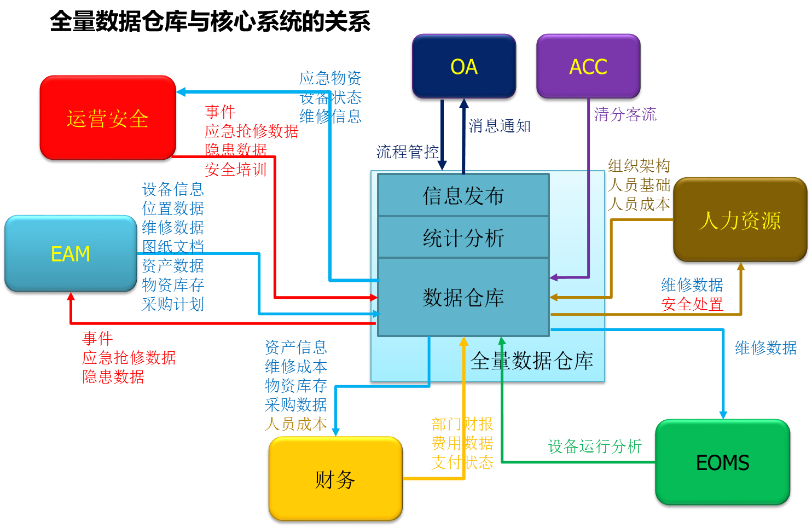 全量数据仓库与核心系统的关系
OA
ACC
运营安全
应急物资
设备状态
维修信息
事件
应急抢修数据
隐患数据
安全培训
消息通知
流程管控
清分客流
组织架构
人员基础
人员成本
人力资源
EAM
设备信息
位置数据
维修数据
图纸文档
资产数据
物资库存
采购计划
信息发布
统计分析
数据仓库
全量数据仓库
维修数据
安全处置
维修数据
事件
应急抢修数据
隐患数据
资产信息
维修成本
物资库存
采购数据
人员成本
财务
部门财报
费用数据
支付状态
设备运行分析
EOMS